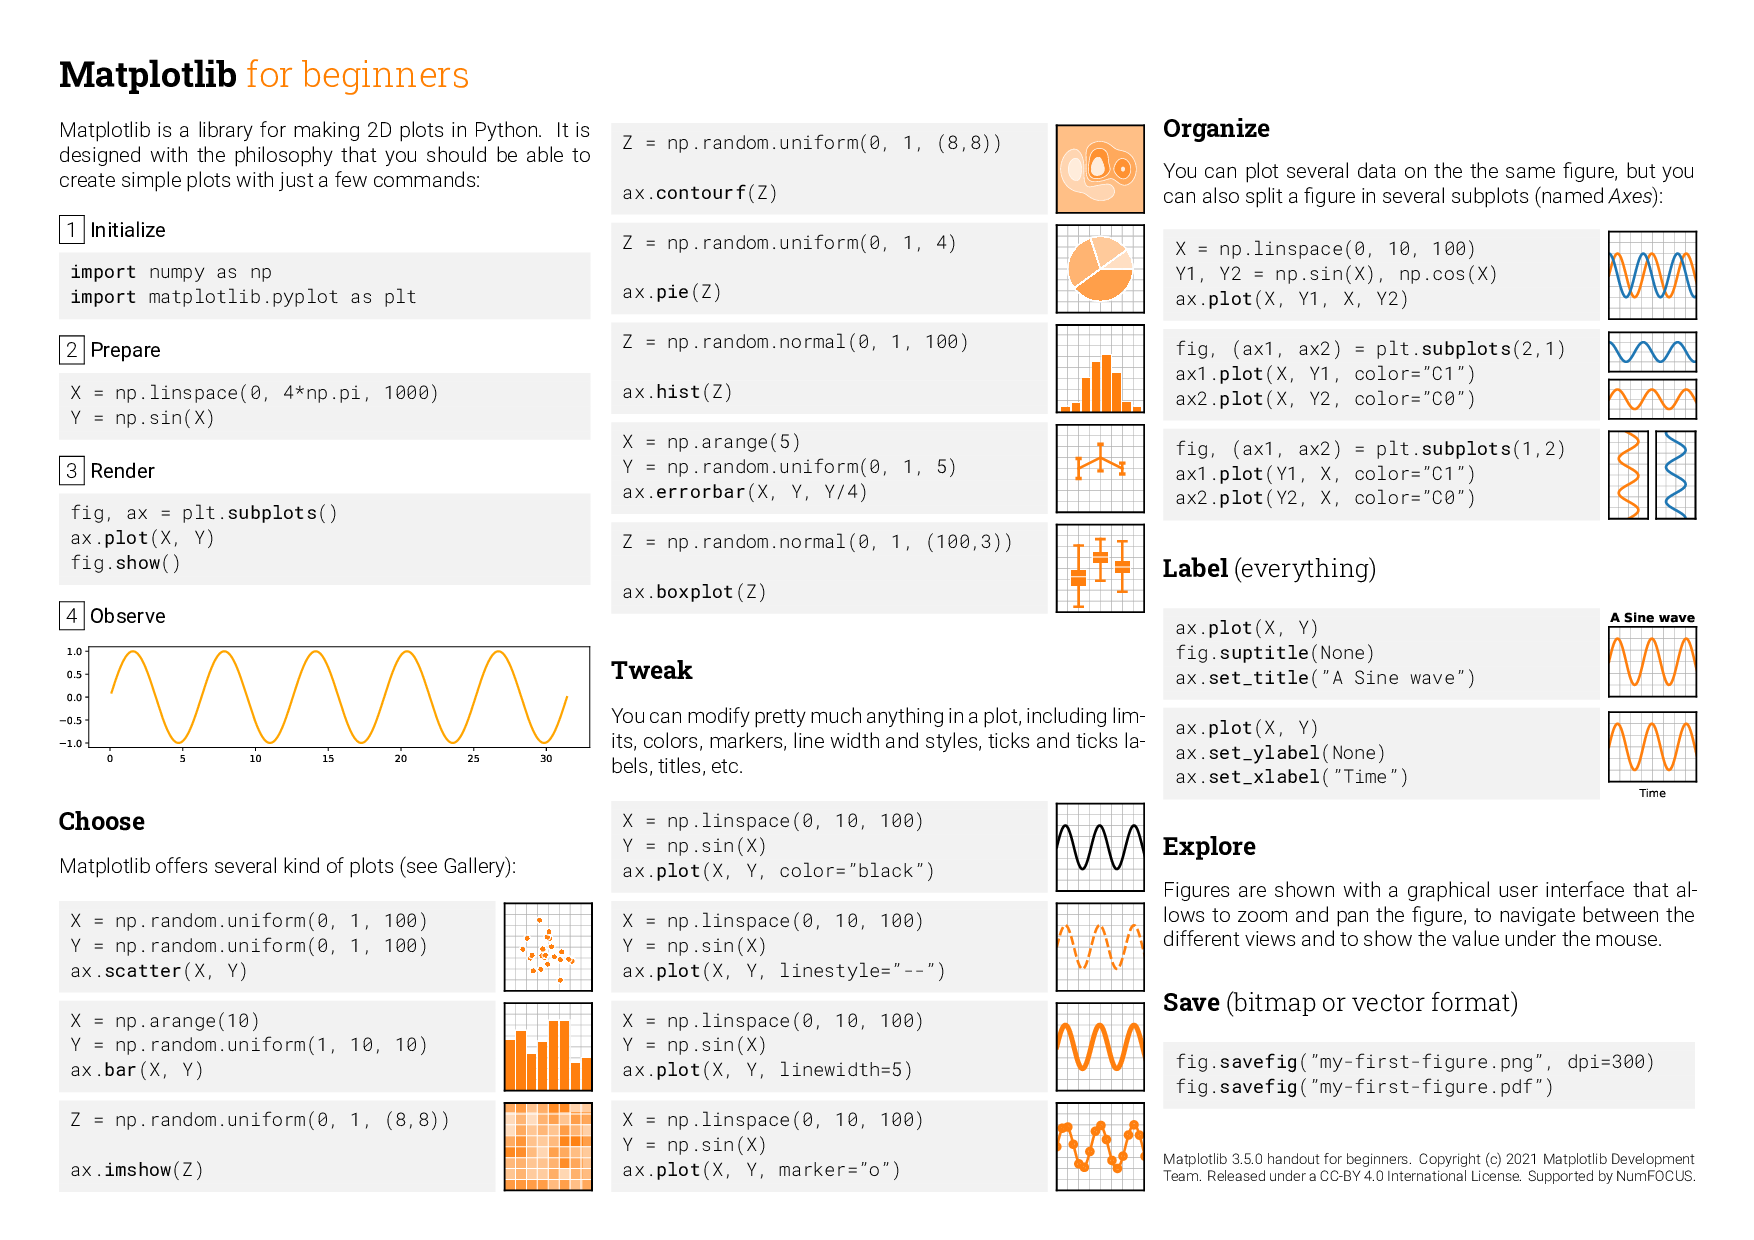 Matplotlib for beginners
Matplotlib is a library for making 2D plots in Python. It is
designed with the philosophy that you should be able to
create simple plots with just a few commands:
1 Initialize
import numpy as np
import matplotlib.pyplot as plt
2 Prepare
X = np.linspace(0, 4*np.pi, 1000)
Y = np.sin(X)
3 Render
fig, ax = plt.subplots()
ax.plot(X, Y)
fig.show()
4 Observe
1.0
0.5
0.0
−0.5
−1.0
0 5 10 15 20 25 30
Choose
Matplotlib offers several kind of plots (see Gallery):
X = np.random.uniform(0, 1, 100)
Y = np.random.uniform(0, 1, 100)
ax.scatter(X, Y)
X = np.arange(10)
Y = np.random.uniform(1, 10, 10)
ax.bar(X, Y)
Z = np.random.uniform(0, 1, (8,8))
ax.imshow(Z)
Z = np.random.uniform(0, 1, (8,8))
ax.contourf(Z)
Z = np.random.uniform(0, 1, 4)
ax.pie(Z)
Z = np.random.normal(0, 1, 100)
ax.hist(Z)
X = np.arange(5)
Y = np.random.uniform(0, 1, 5)
ax.errorbar(X, Y, Y/4)
Z = np.random.normal(0, 1, (100,3))
ax.boxplot(Z)
Tweak
You can modify pretty much anything in a plot, including lim-
its, colors, markers, line width and styles, ticks and ticks la-
bels, titles, etc.
X = np.linspace(0, 10, 100)
Y = np.sin(X)
ax.plot(X, Y, color="black")
X = np.linspace(0, 10, 100)
Y = np.sin(X)
ax.plot(X, Y, linestyle="--")
X = np.linspace(0, 10, 100)
Y = np.sin(X)
ax.plot(X, Y, linewidth=5)
X = np.linspace(0, 10, 100)
Y = np.sin(X)
ax.plot(X, Y, marker="o")
Organize
You can plot several data on the the same figure, but you
can also split a figure in several subplots (named Axes):
X = np.linspace(0, 10, 100)
Y1, Y2 = np.sin(X), np.cos(X)
ax.plot(X, Y1, X, Y2)
fig, (ax1, ax2) = plt.subplots(2,1)
ax1.plot(X, Y1, color="C1")
ax2.plot(X, Y2, color="C0")
fig, (ax1, ax2) = plt.subplots(1,2)
ax1.plot(Y1, X, color="C1")
ax2.plot(Y2, X, color="C0")
Label (everything)
ax.plot(X, Y)
fig.suptitle(None)
ax.set_title("A Sine wave")
A Sine wave
ax.plot(X, Y)
ax.set_ylabel(None)
ax.set_xlabel("Time")
Time
Explore
Figures are shown with a graphical user interface that al-
lows to zoom and pan the figure, to navigate between the
different views and to show the value under the mouse.
Save (bitmap or vector format)
fig.savefig("my-first-figure.png", dpi=300)
fig.savefig("my-first-figure.pdf")
Matplotlib 3.5.0 handout for beginners. Copyright (c) 2021 Matplotlib Development
Team. Released under a CC-BY 4.0 International License. Supported by NumFOCUS.